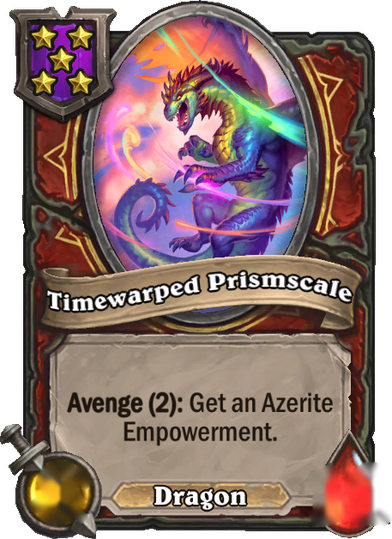 Timewarped Prismscale
Avenge (2): Get an Azerite
Empowerment.
Dragon